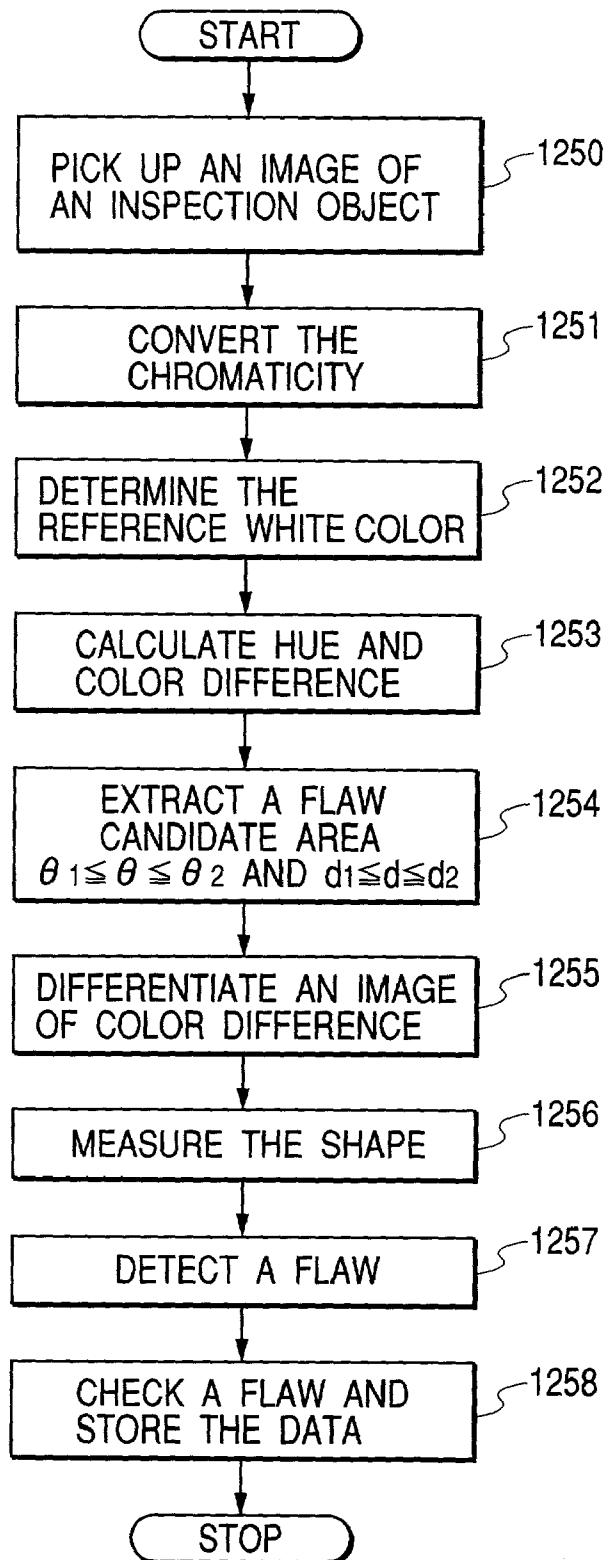 START
PICK UP AN IMAGE OF
AN INSPECTION OBJECT
1250
CONVERT THE
CHROMATICITY
1251
DETERMINE THE
REFERENCE WHITE COLOR
1252
CALCULATE HUE AND
COLOR DIFFERENCE
1253
EXTRACT A FLAW
CANDIDATE AREA
θ1≦θ≦θ2 AND d1≦d≦d2
1254
DIFFERENTIATE AN IMAGE
OF COLOR DIFFERENCE
1255
MEASURE THE SHAPE
1256
DETECT A FLAW
1257
CHECK A FLAW AND
STORE THE DATA
1258
STOP